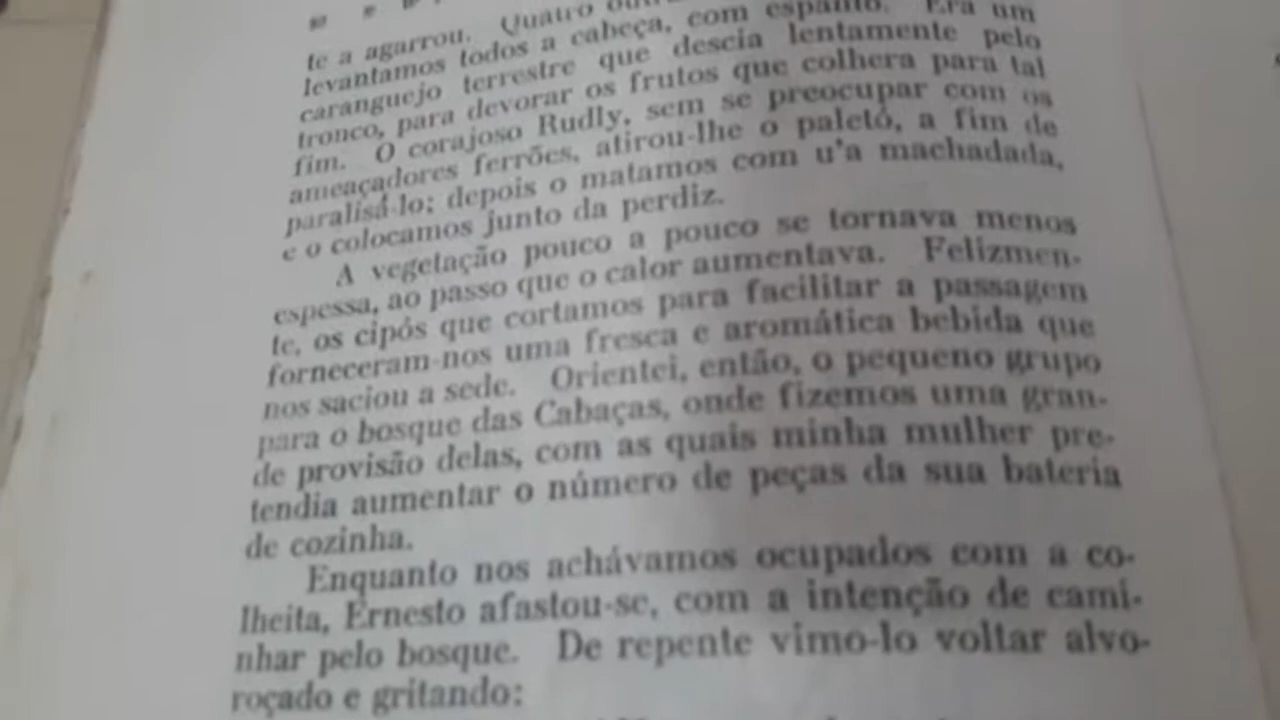 te a agarrou. Quatro
levantamos todos a cabeça, com espanto. Era um
caranguejo terrestre que descia lentamente pelo
tronco, para devorar os frutos que colhera para tal
fim. O corajoso Rudly, sem se preocupar com os
ameaçadores ferrões, atirou-lhe o paletó, a fim de
paralisá-lo; depois o matamos com u'a machadada,
e o colocamos junto da perdiz.
A vegetação pouco a pouco se tornava menos
espessa, ao passo que o calor aumentava. Felizmen-
te, os cipós que cortamos para facilitar a passagem
forneceram-nos uma fresca e aromática bebida que
nos saciou a sede. Orientei, então, o pequeno grupo
para o bosque das Cabaças, onde fizemos uma gran-
de provisão delas, com as quais minha mulher pre-
tendia aumentar o número de peças da sua bateria
de cozinha.
Enquanto nos achávamos ocupados com a co-
lheita, Ernesto afastou-se, com a intenção de cami-
nhar pelo bosque. De repente vimo-lo voltar alvo-
roçado e gritando: